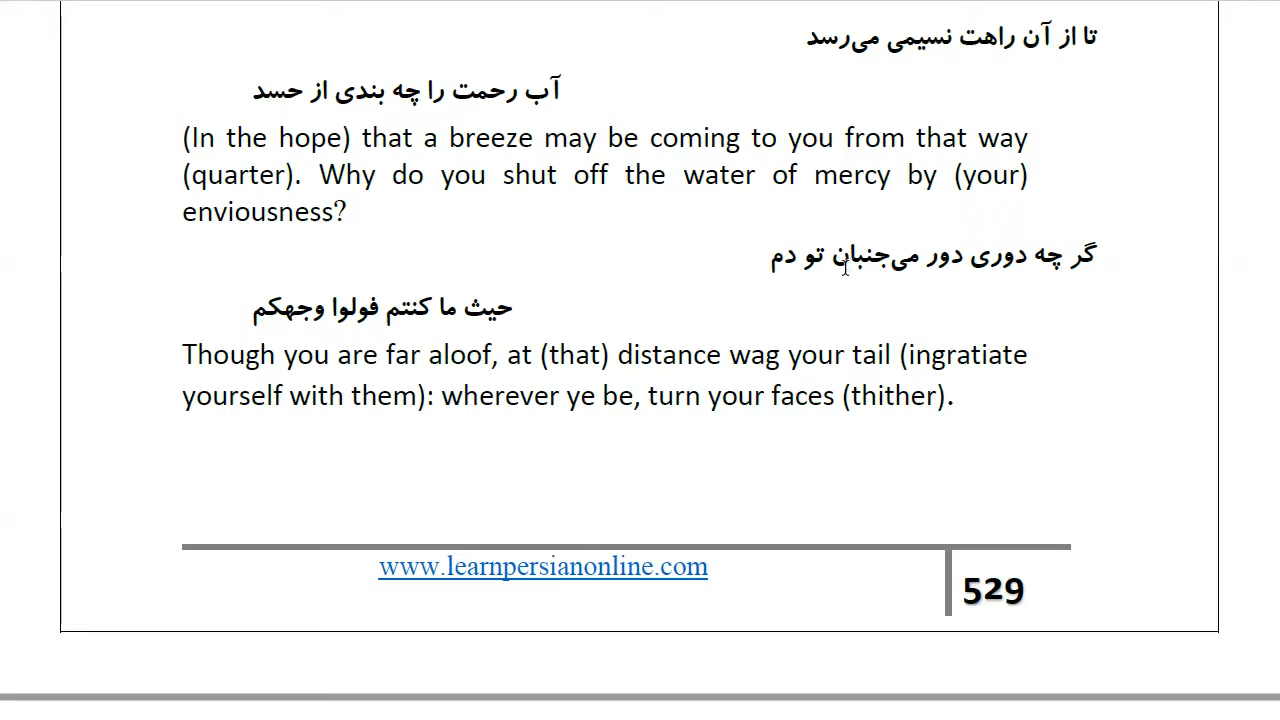 تا از آن راهت نسیمی می‌رسد
آب رحمت را چه بندی از حسد
(In the hope) that a breeze may be coming to you from that way
(quarter). Why do you shut off the water of mercy by (your)
enviousness?
گر چه دوری دور می‌جنبان تو دم
حیث ما کنتم فولوا وجهکم
Though you are far aloof, at (that) distance wag your tail (ingratiate
yourself with them): wherever ye be, turn your faces (thither).
www.learnpersianonline.com
529